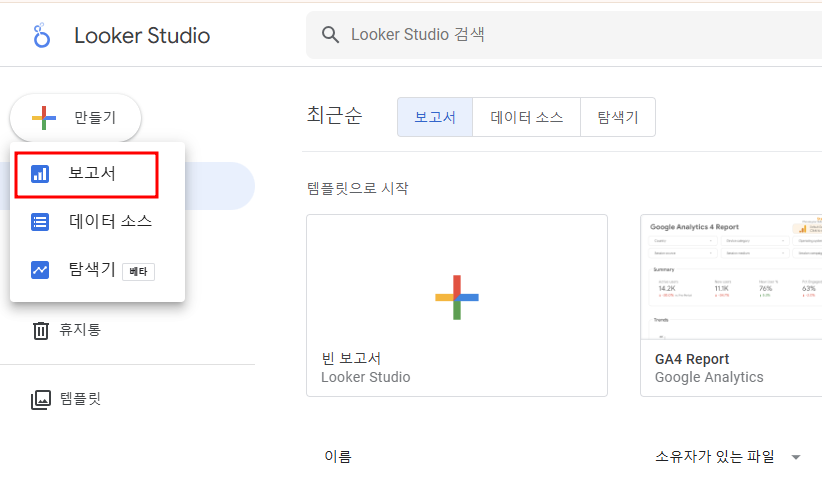 Looker Studio
Looker Studio 검색
만들기
보고서
데이터 소스
탐색기 베타
휴지통
템플릿
최근순
보고서 데이터 소스 탐색기
템플릿으로 시작
빈 보고서
Looker Studio
Google Analytics 4 Report
Summary
14.2K 11.1K 76% 63%
Trends
GA4 Report
Google Analytics
이름 소유자가 있는 파일